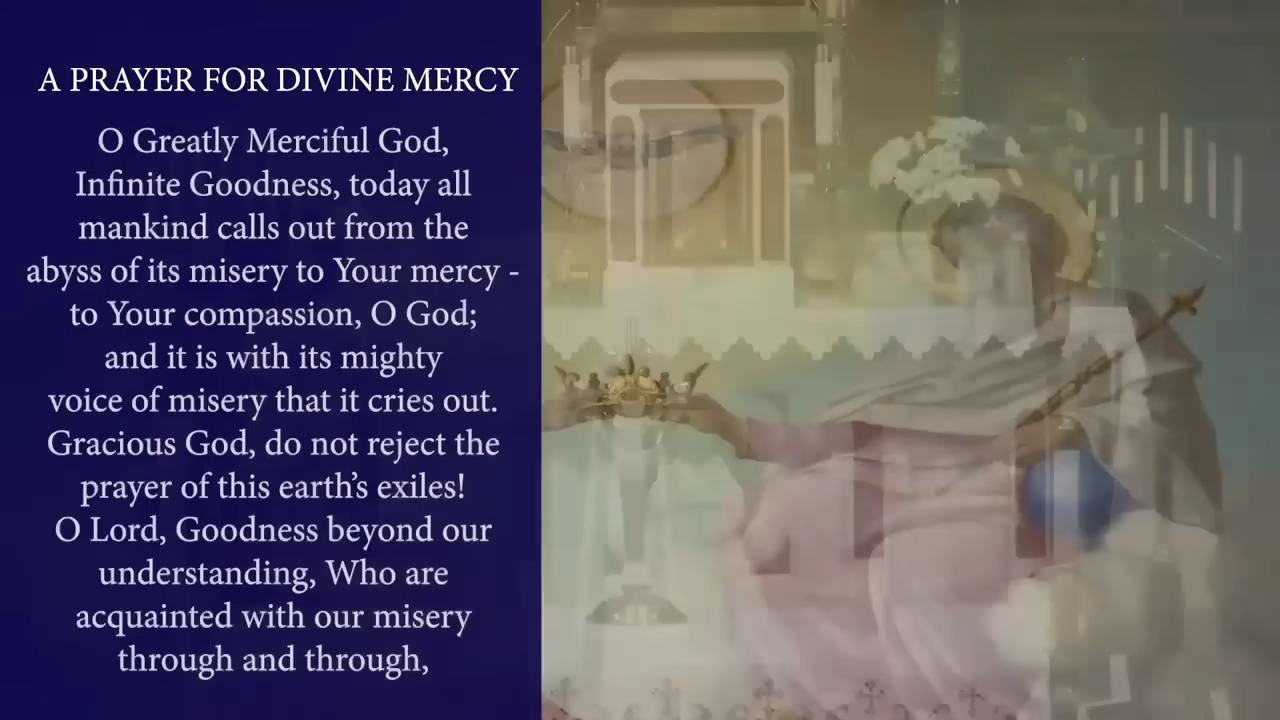 A PRAYER FOR DIVINE MERCY
O Greatly Merciful God,
Infinite Goodness, today all
mankind calls out from the
abyss of its misery to Your mercy -
to Your compassion, O God;
and it is with its mighty
voice of misery that it cries out.
Gracious God, do not reject the
prayer of this earth’s exiles!
O Lord, Goodness beyond our
understanding, Who are
acquainted with our misery
through and through,